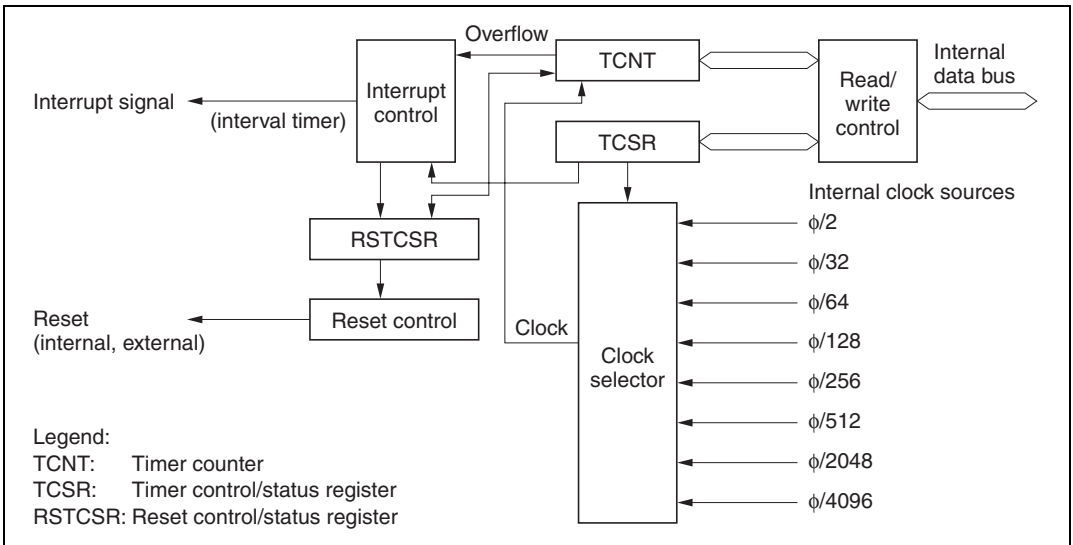 Overflow
TCNT
Interrupt
control
Read/
write
control
Internal
data bus
Interrupt signal
(interval timer)
TCSR
Internal clock sources
RSTCSR
ϕ/2
ϕ/32
ϕ/64
Reset control
Reset
(internal, external)
Clock
Clock
selector
ϕ/128
ϕ/256
ϕ/512
ϕ/2048
ϕ/4096
Legend:
TCNT: Timer counter
TCSR: Timer control/status register
RSTCSR: Reset control/status register